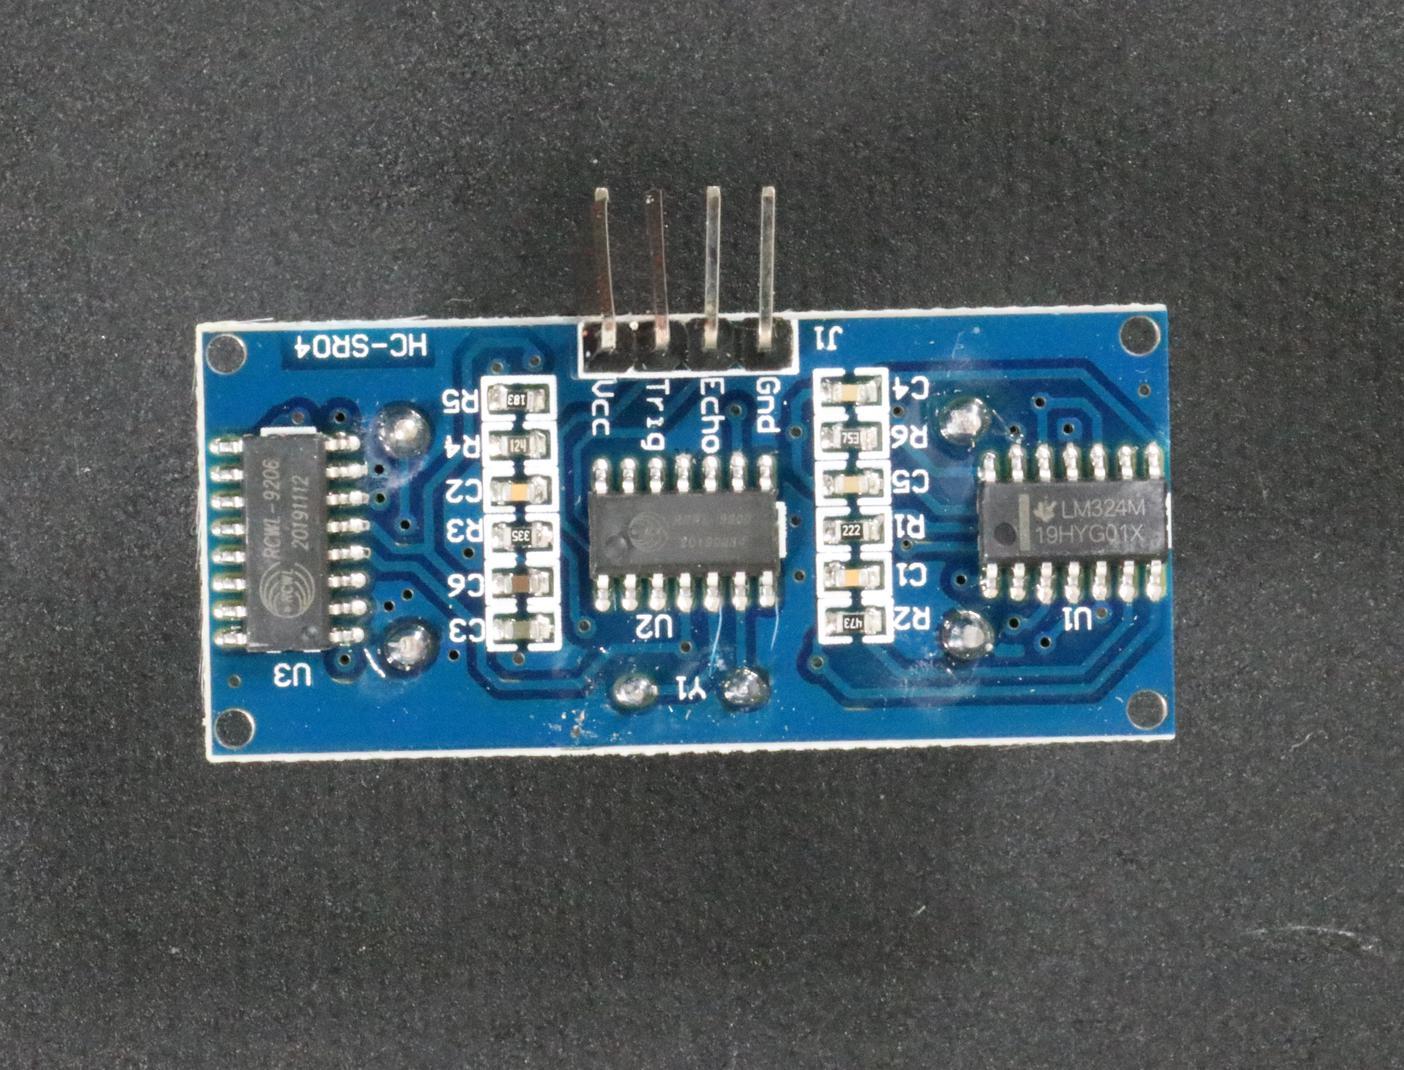 HC-SR04
J1
Vcc
Trig
Echo
Gnd
R5
183
R4
124
C2
R3
335
C6
C3
C4
R6
C5
R1
222
C1
R2
473
RCWL-9206
20191112
RCWL
U3
U2
LM324M
19HYG01X
U1
Y1